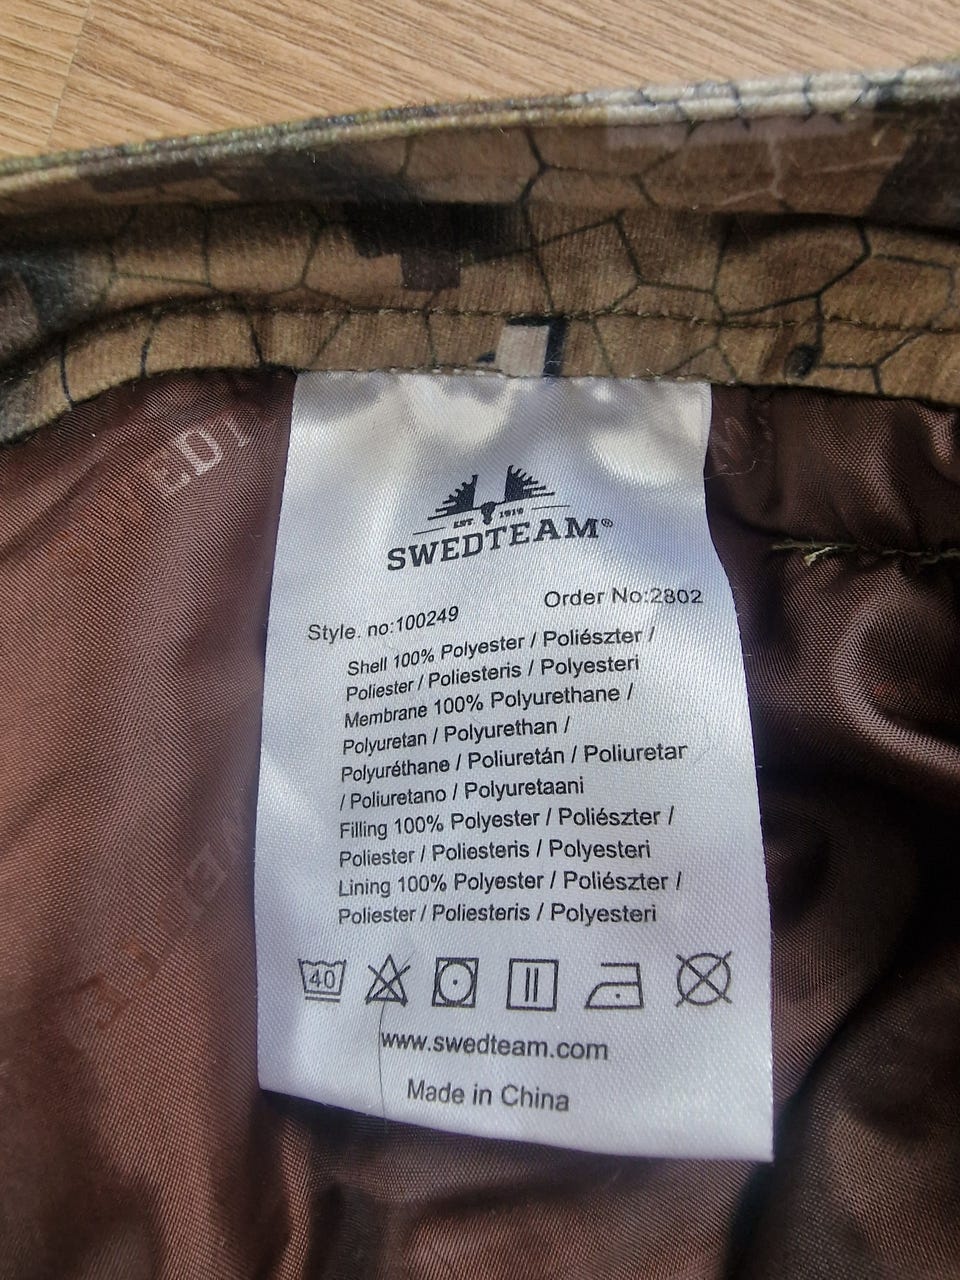 EST 1919
SWEDTEAM®
Style. no:100249 Order No:2802
Shell 100% Polyester / Poliészter /
Poliester / Poliesteris / Polyesteri
Membrane 100% Polyurethane /
Polyuretan / Polyurethan /
Polyuréthane / Poliuretán / Poliuretar
/ Poliuretano / Polyuretaani
Filling 100% Polyester / Poliészter /
Poliester / Poliesteris / Polyesteri
Lining 100% Polyester / Poliészter /
Poliester / Poliesteris / Polyesteri
40
www.swedteam.com
Made in China